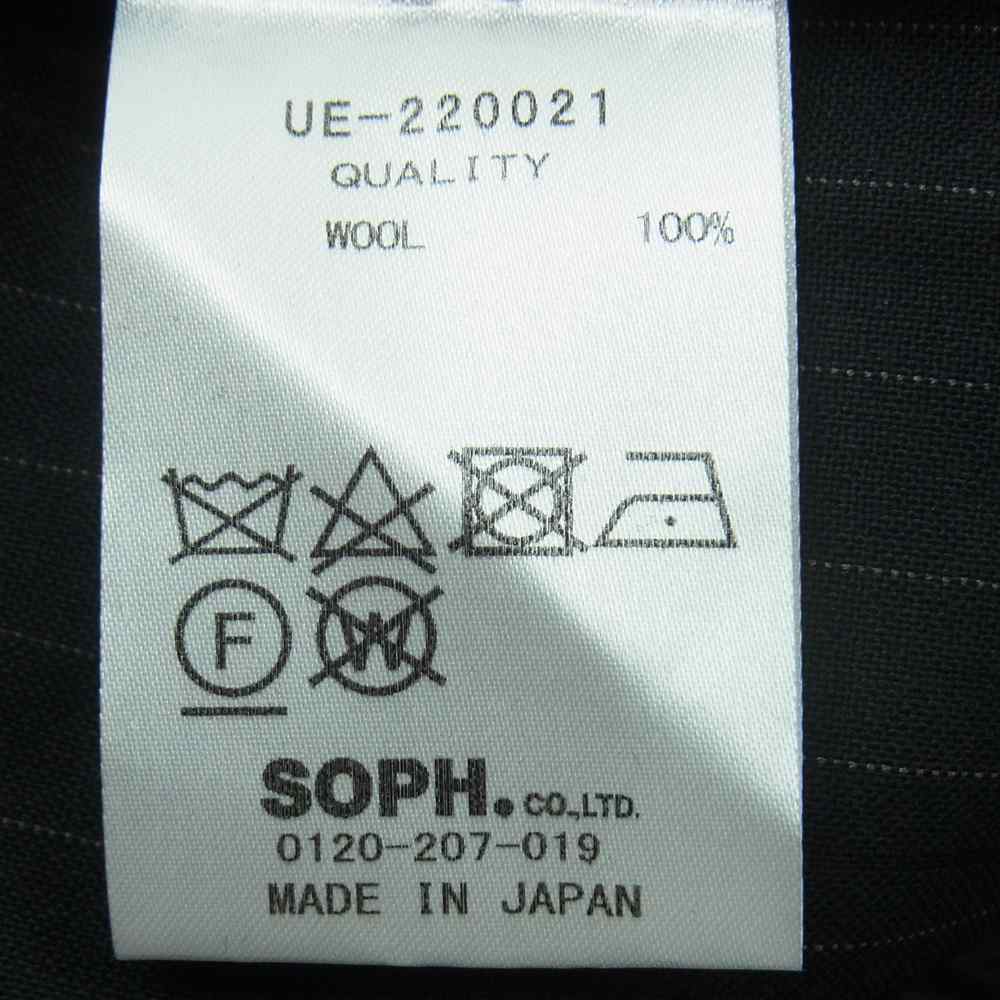 UE-220021
QUALITY
WOOL 100%
F W
SOPH. CO.,LTD.
0120-207-019
MADE IN JAPAN